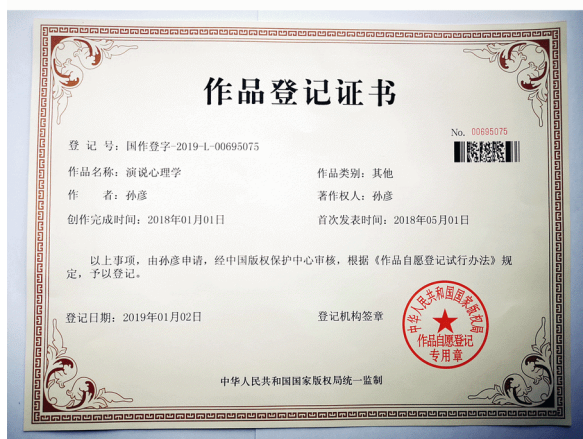 作品登记证书
No. 00695075
登 记 号：国作登字-2019-L-00695075
作品名称：演说心理学
作品类别：其他
作 者：孙彦
著作权人：孙彦
创作完成时间：2018年01月01日
首次发表时间：2018年05月01日
以上事项，由孙彦申请，经中国版权保护中心审核，根据《作品自愿登记试行办法》规
定，予以登记。
登记日期：2019年01月02日
登记机构签章
中华人民共和国国家版权局
作品自愿登记
专用章
中华人民共和国国家版权局统一监制